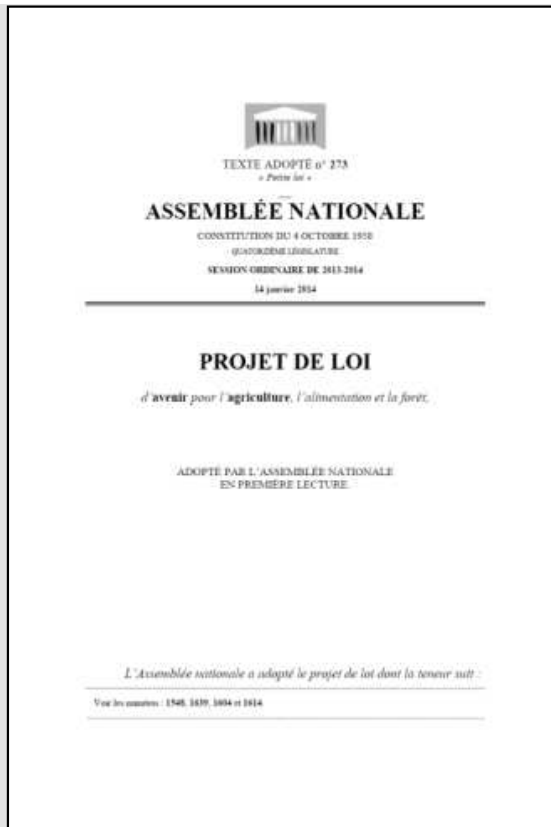 TEXTE ADOPTÉ n° 273
« Petite loi »
ASSEMBLÉE NATIONALE
CONSTITUTION DU 4 OCTOBRE 1958
QUATORZIÈME LÉGISLATURE
SESSION ORDINAIRE DE 2013-2014
14 janvier 2014
PROJET DE LOI
d'avenir pour l'agriculture, l'alimentation et la forêt,
ADOPTÉ PAR L'ASSEMBLÉE NATIONALE
EN PREMIÈRE LECTURE
L'Assemblée nationale a adopté le projet de loi dont la teneur suit :
Voir les numéros : 1548, 1639, 1604 et 1614